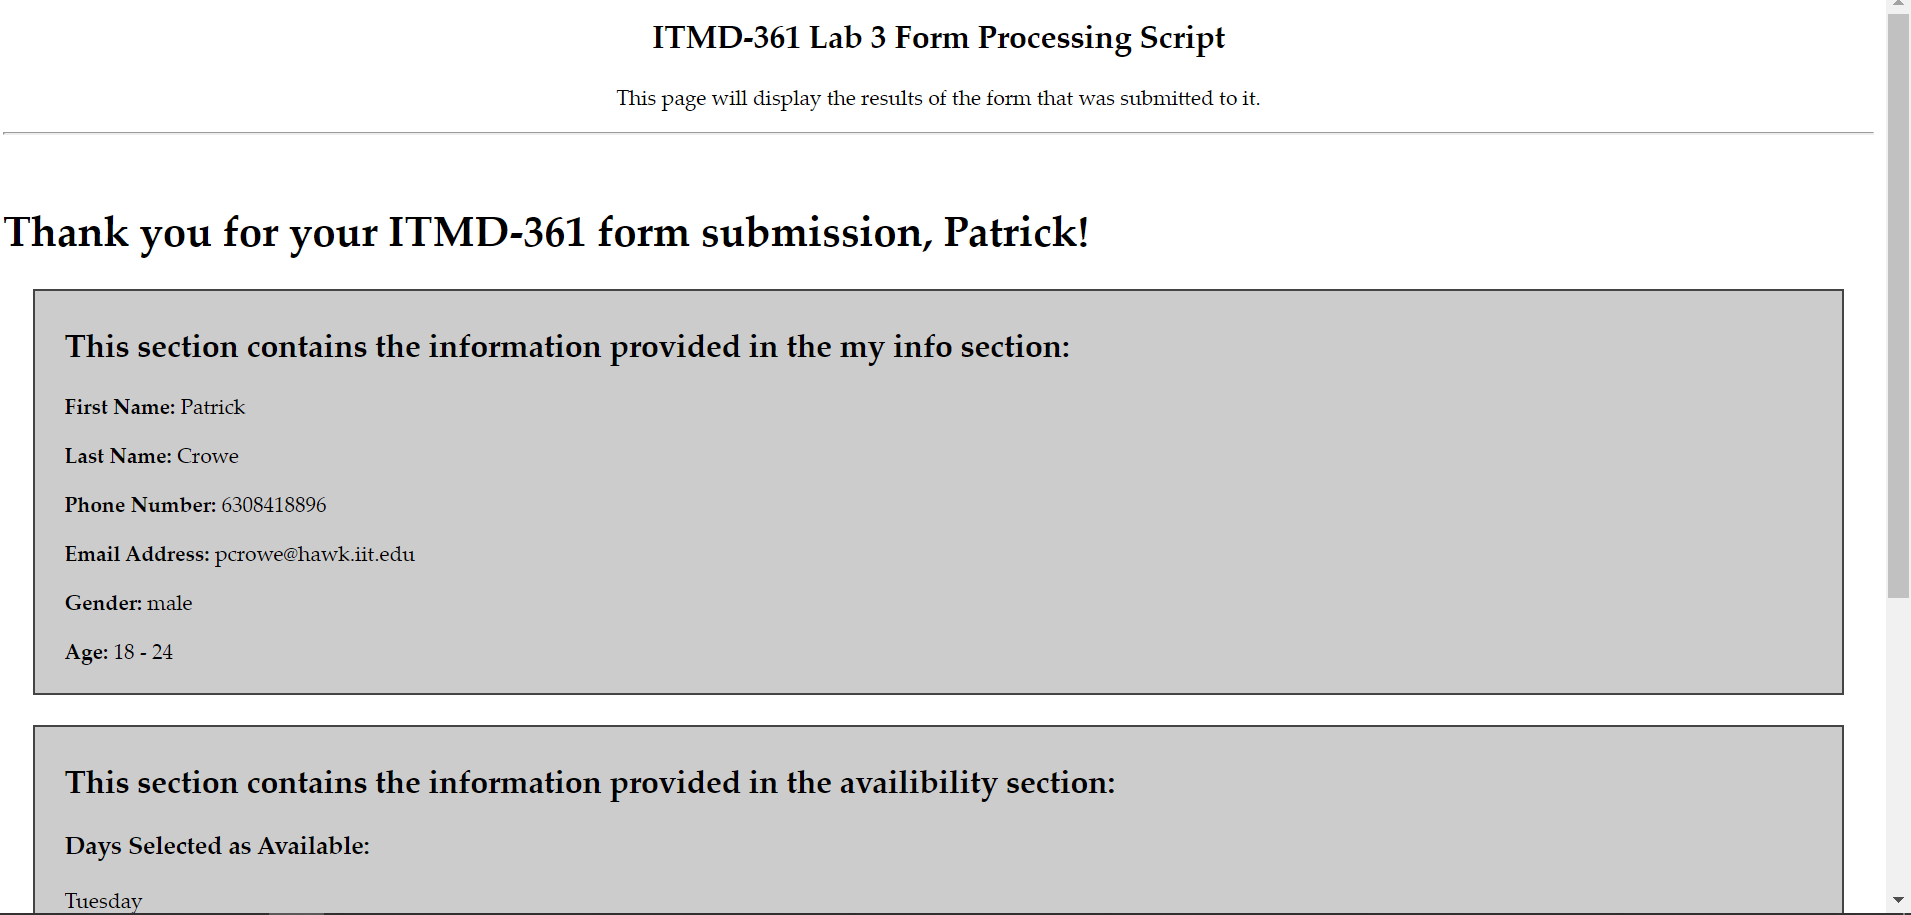 ITMD-361 Lab 3 Form Processing Script
This page will display the results of the form that was submitted to it.
Thank you for your ITMD-361 form submission, Patrick!
This section contains the information provided in the my info section:
First Name: Patrick
Last Name: Crowe
Phone Number: 6308418896
Email Address: pcrowe@hawk.iit.edu
Gender: male
Age: 18 - 24
This section contains the information provided in the availibility section:
Days Selected as Available:
Tuesday